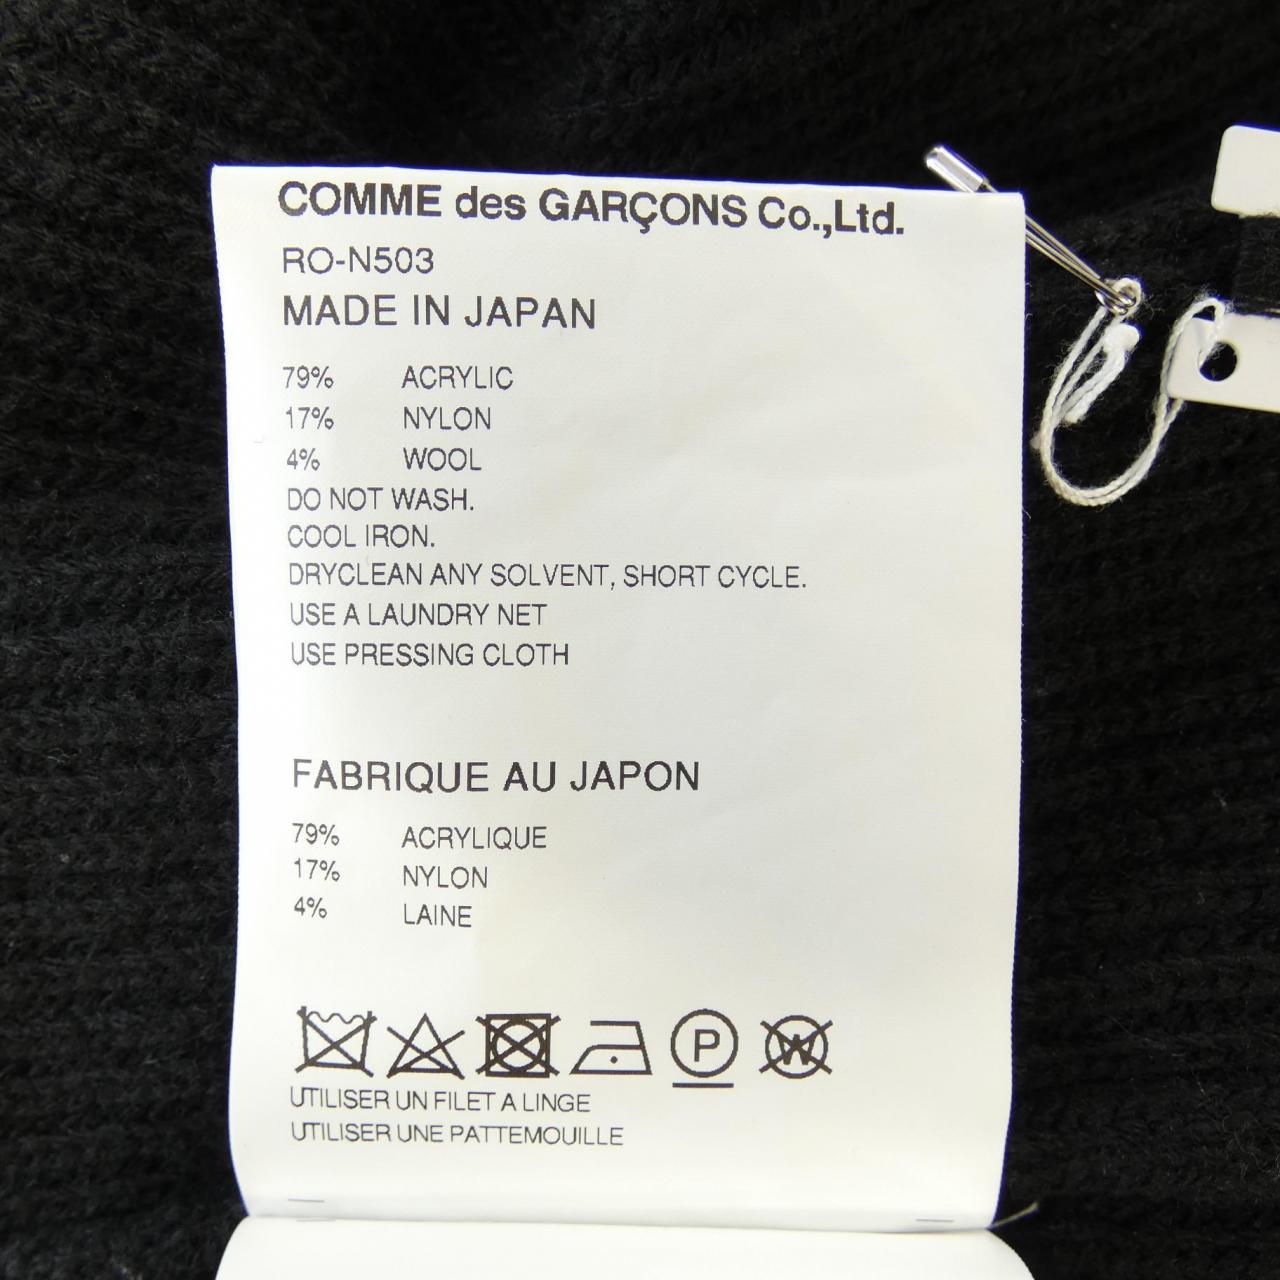 COMME des GARÇONS Co.,Ltd.
RO-N503
MADE IN JAPAN
79% ACRYLIC
17% NYLON
4% WOOL
DO NOT WASH.
COOL IRON.
DRYCLEAN ANY SOLVENT, SHORT CYCLE.
USE A LAUNDRY NET
USE PRESSING CLOTH
FABRIQUE AU JAPON
79% ACRYLIQUE
17% NYLON
4% LAINE
P W
UTILISER UN FILET A LINGE
UTILISER UNE PATTEMOUILLE